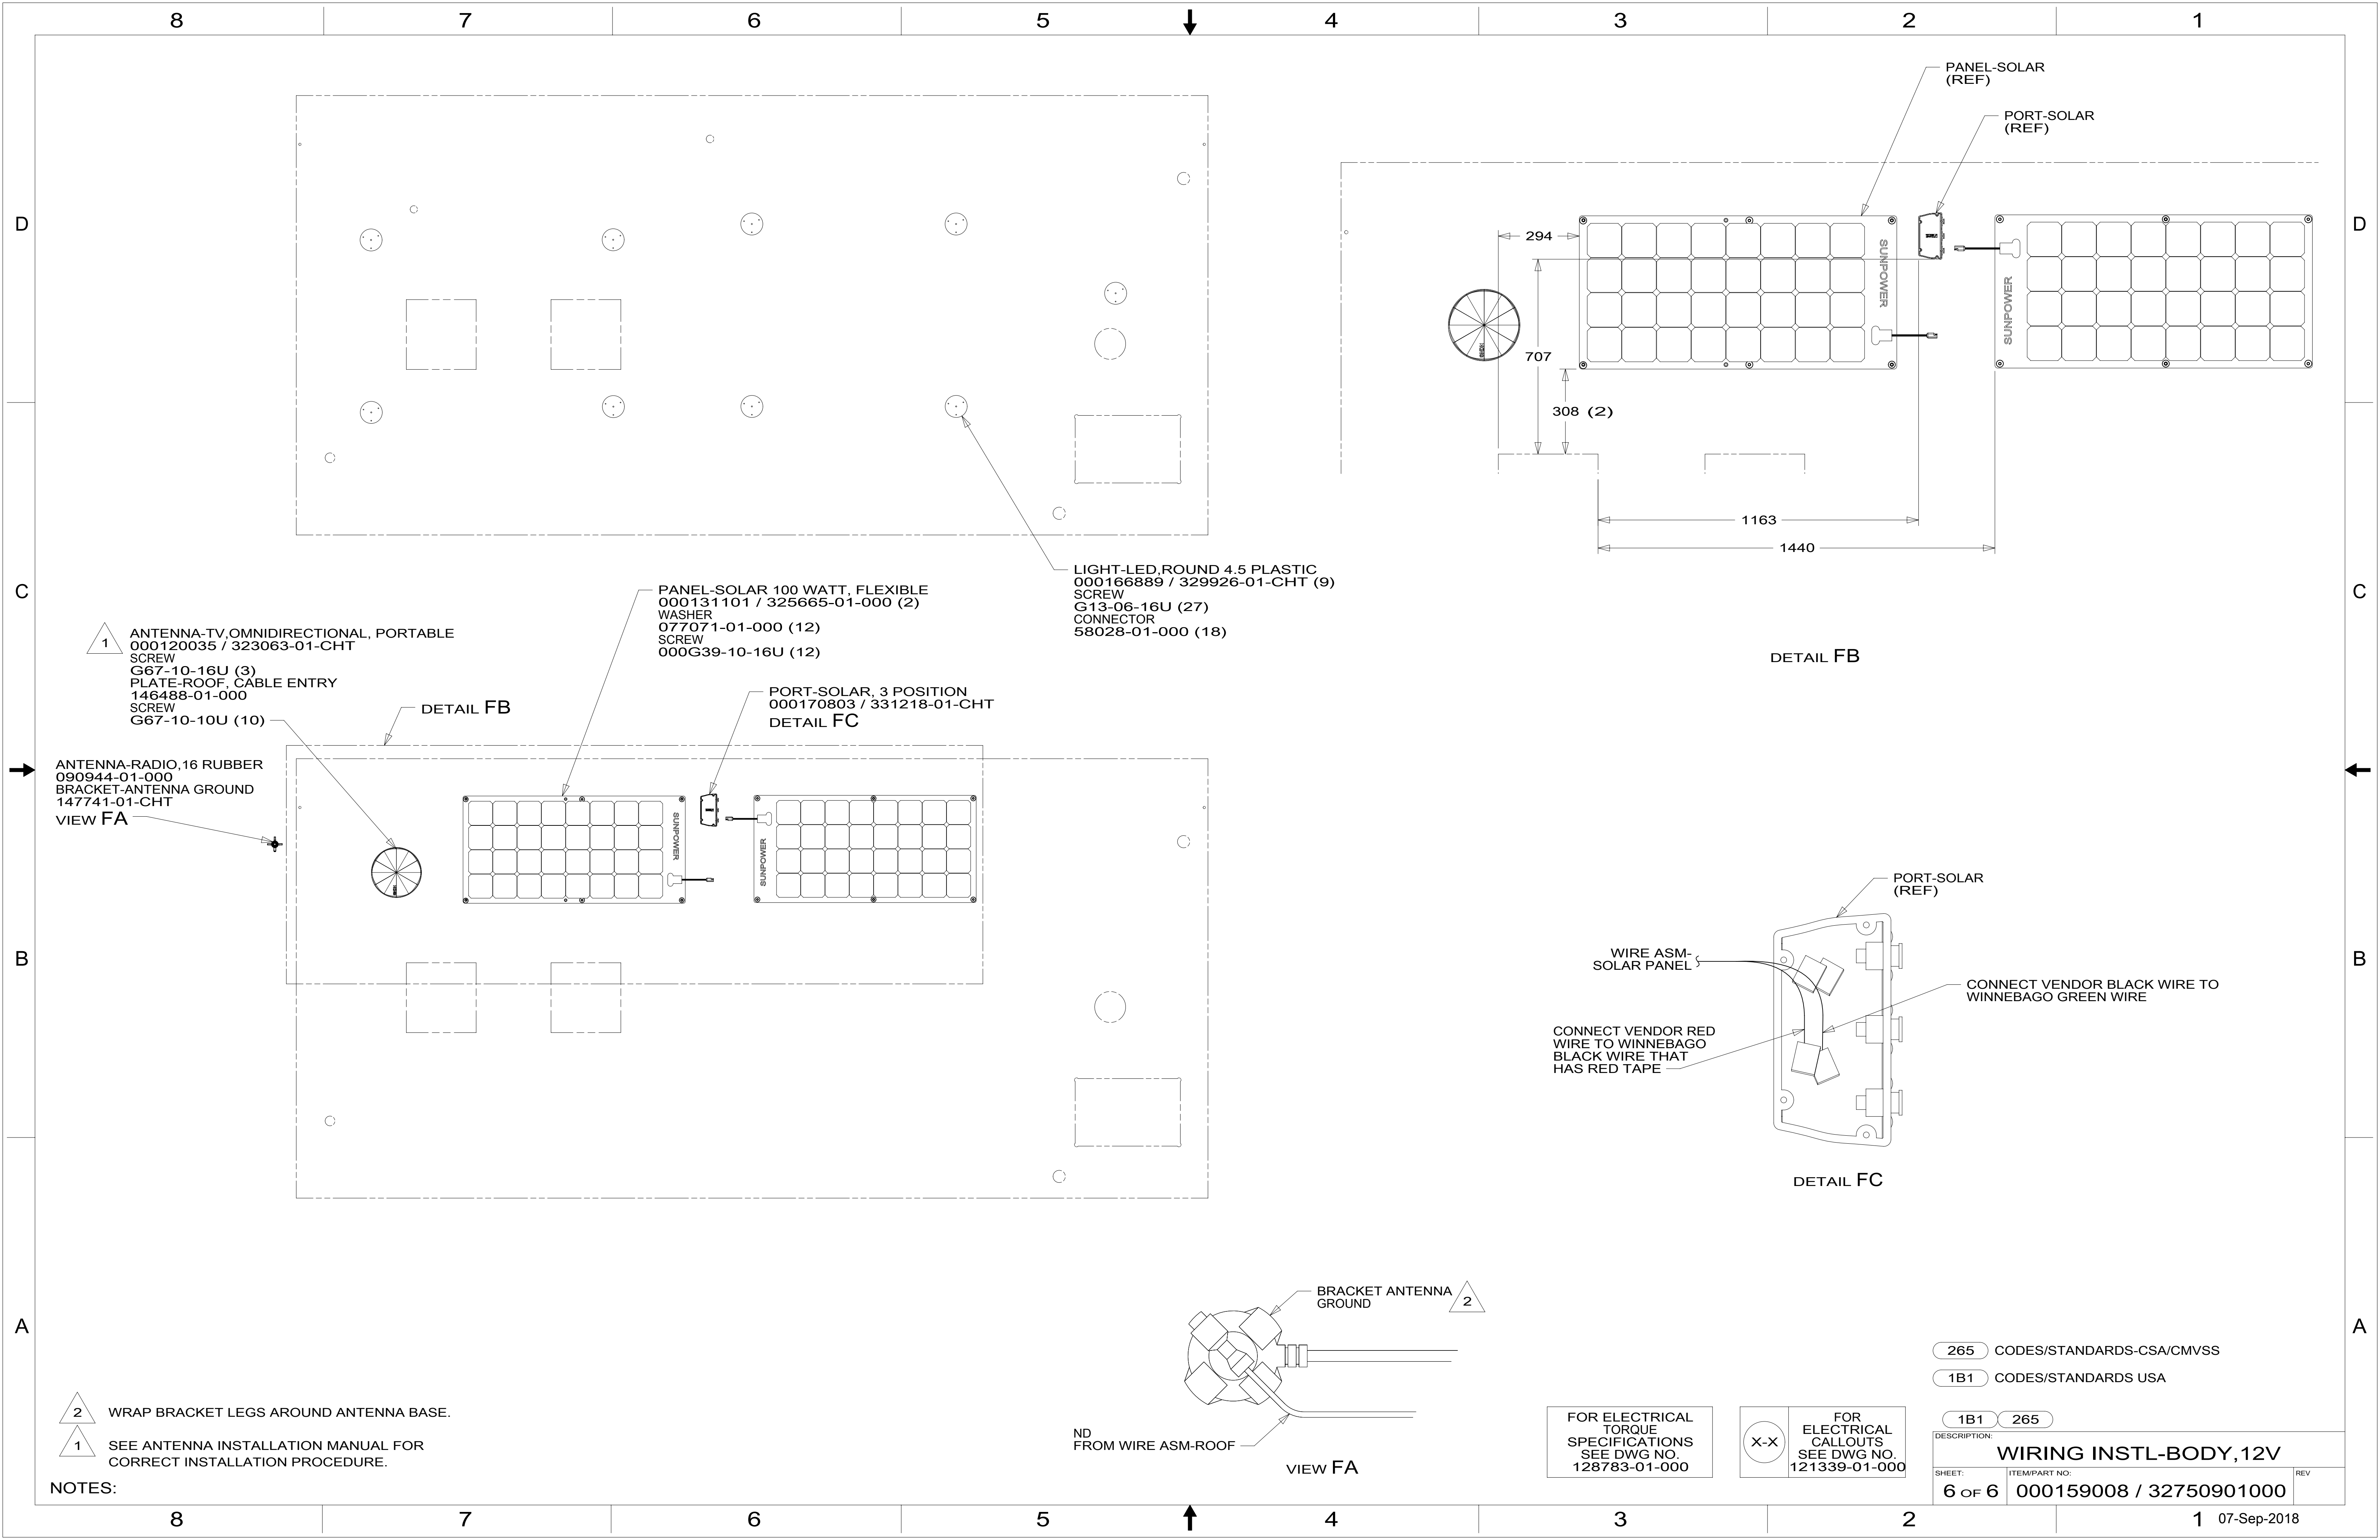 8 7 6 5 4 3 2 1
D
D
C
C
B
B
A
A
PANEL-SOLAR
(REF)
PORT-SOLAR
(REF)
294
707
308 (2)
1163
1440
SUNPOWER
SUNPOWER
DETAIL FB
LIGHT-LED,ROUND 4.5 PLASTIC
000166889 / 329926-01-CHT (9)
SCREW
G13-06-16U (27)
CONNECTOR
58028-01-000 (18)
PANEL-SOLAR 100 WATT, FLEXIBLE
000131101 / 325665-01-000 (2)
WASHER
077071-01-000 (12)
SCREW
000G39-10-16U (12)
1
ANTENNA-TV,OMNIDIRECTIONAL, PORTABLE
000120035 / 323063-01-CHT
SCREW
G67-10-16U (3)
PLATE-ROOF, CABLE ENTRY
146488-01-000
SCREW
G67-10-10U (10)
DETAIL FB
PORT-SOLAR, 3 POSITION
000170803 / 331218-01-CHT
DETAIL FC
ANTENNA-RADIO,16 RUBBER
090944-01-000
BRACKET-ANTENNA GROUND
147741-01-CHT
VIEW FA
SUNPOWER
SUNPOWER
PORT-SOLAR
(REF)
WIRE ASM-
SOLAR PANEL
CONNECT VENDOR BLACK WIRE TO
WINNEBAGO GREEN WIRE
CONNECT VENDOR RED
WIRE TO WINNEBAGO
BLACK WIRE THAT
HAS RED TAPE
DETAIL FC
BRACKET ANTENNA
GROUND
2
ND
FROM WIRE ASM-ROOF
VIEW FA
2 WRAP BRACKET LEGS AROUND ANTENNA BASE.
1 SEE ANTENNA INSTALLATION MANUAL FOR
CORRECT INSTALLATION PROCEDURE.
NOTES:
FOR ELECTRICAL
TORQUE
SPECIFICATIONS
SEE DWG NO.
128783-01-000
X-X
FOR
ELECTRICAL
CALLOUTS
SEE DWG NO.
121339-01-000
265 CODES/STANDARDS-CSA/CMVSS
1B1 CODES/STANDARDS USA
1B1 265
DESCRIPTION:
WIRING INSTL-BODY,12V
SHEET:
6 OF 6
ITEM/PART NO:
000159008 / 32750901000
REV
8 7 6 5 4 3 2 1
07-Sep-2018